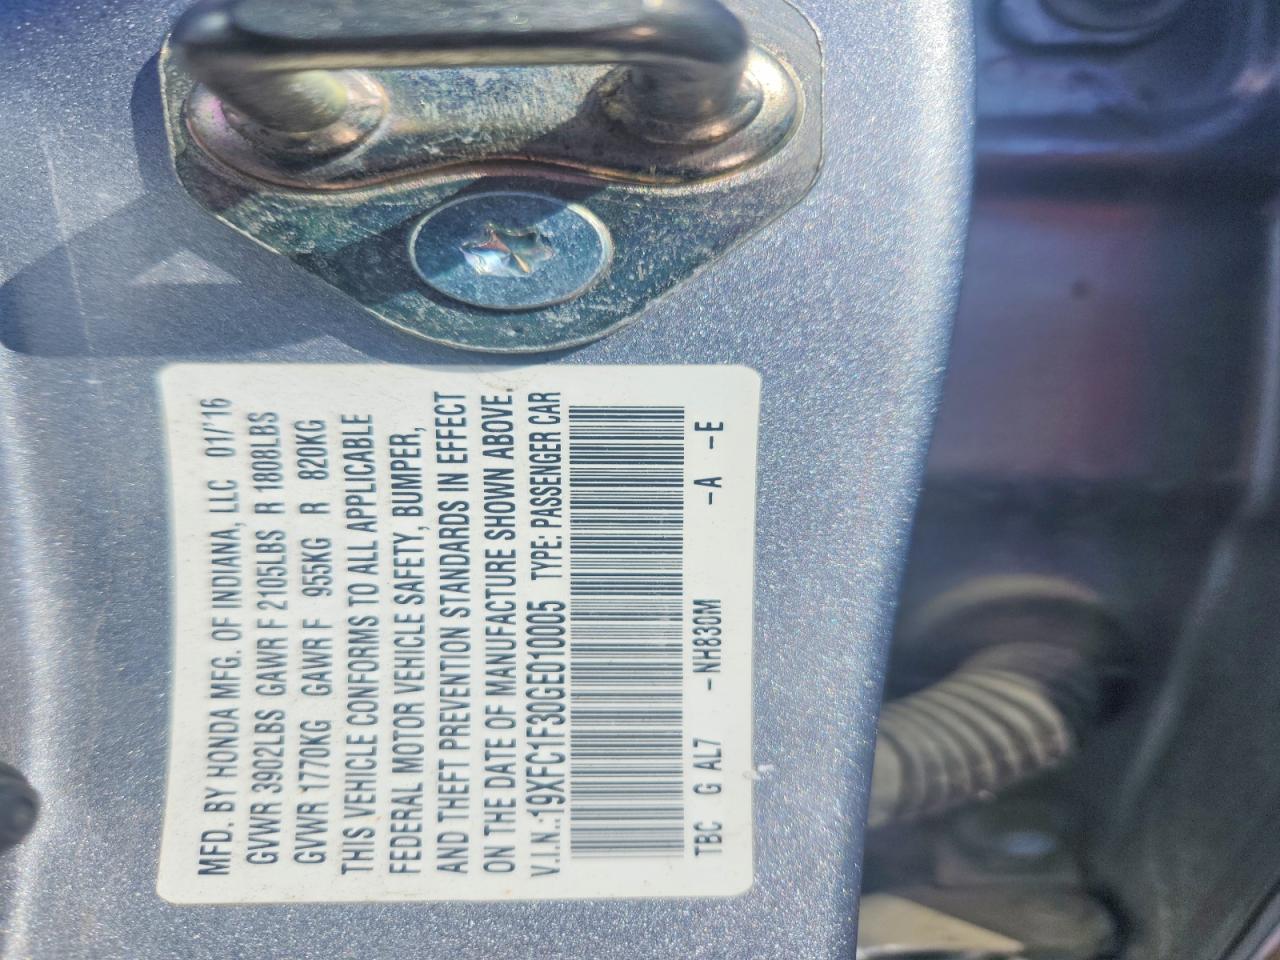 MFD. BY HONDA MFG. OF INDIANA, LLC 01/'16
GVWR 3902LBS GAWR F 2105LBS R 1808LBS
GVWR 1770KG GAWR F 955KG R 820KG
THIS VEHICLE CONFORMS TO ALL APPLICABLE
FEDERAL MOTOR VEHICLE SAFETY, BUMPER,
AND THEFT PREVENTION STANDARDS IN EFFECT
ON THE DATE OF MANUFACTURE SHOWN ABOVE.
V.I.N.:19XFC1F30GE010005 TYPE: PASSENGER CAR
TBC G AL7 -NH830M -A -E